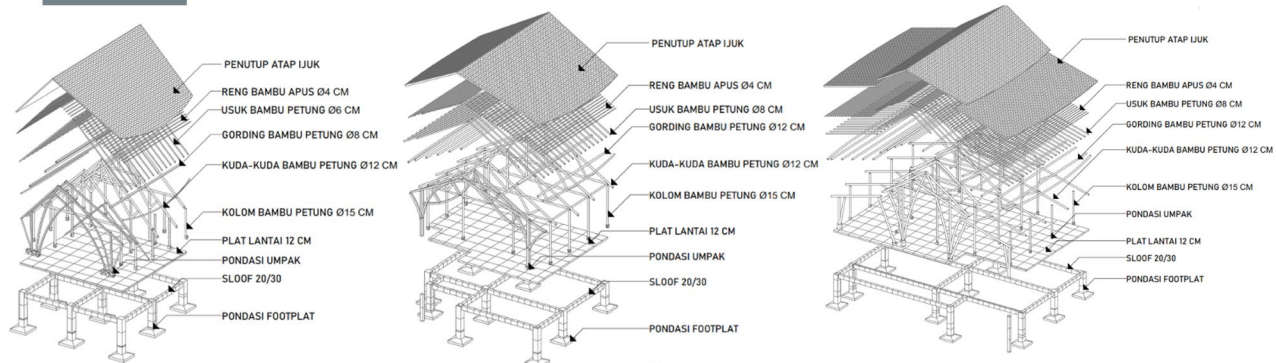 PENUTUP ATAP IJUK
RENG BAMBU APUS Ø4 CM
USUK BAMBU PETUNG Ø6 CM
GORDING BAMBU PETUNG Ø8 CM
KUDA-KUDA BAMBU PETUNG Ø12 CM
KOLOM BAMBU PETUNG Ø15 CM
PLAT LANTAI 12 CM
PONDASI UMPAK
SLOOF 20/30
PONDASI FOOTPLAT
PENUTUP ATAP IJUK
RENG BAMBU APUS Ø4 CM
USUK BAMBU PETUNG Ø8 CM
GORDING BAMBU PETUNG Ø12 CM
KUDA-KUDA BAMBU PETUNG Ø12 CM
KOLOM BAMBU PETUNG Ø15 CM
PLAT LANTAI 12 CM
PONDASI UMPAK
SLOOF 20/30
PONDASI FOOTPLAT
PENUTUP ATAP IJUK
RENG BAMBU APUS Ø4 CM
USUK BAMBU PETUNG Ø8 CM
GORDING BAMBU PETUNG Ø12 CM
KUDA-KUDA BAMBU PETUNG Ø12 CM
KOLOM BAMBU PETUNG Ø15 CM
PONDASI UMPAK
PLAT LANTAI 12 CM
SLOOF 20/30
PONDASI FOOTPLAT